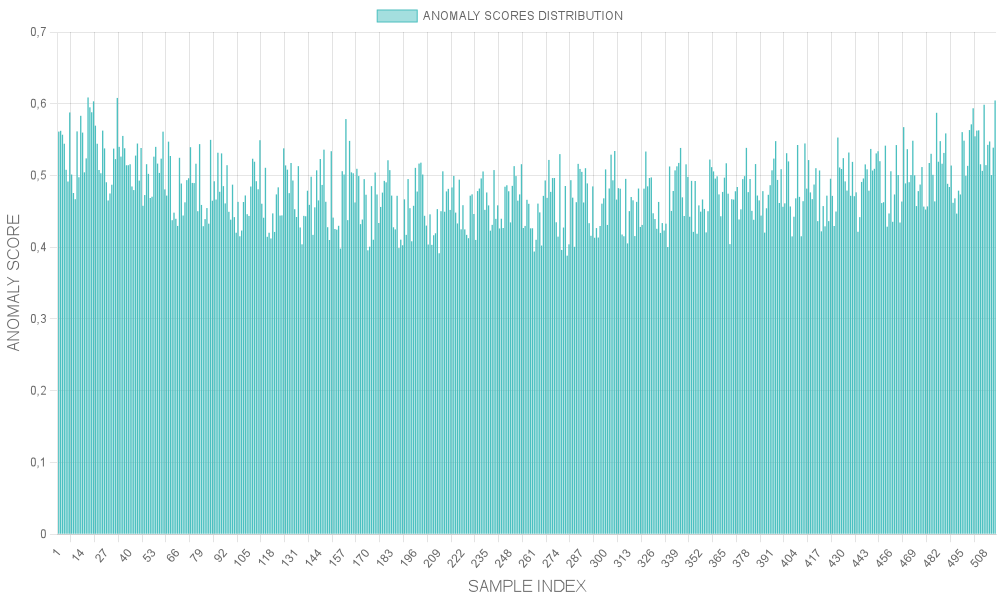 ANOMALY SCORES DISTRIBUTION
0,7
0,6
0,5
0,4
0,3
0,2
0,1
0
ANOMALY SCORE
1 14 27 40 53 66 79 92 105 118 131 144 157 170 183 196 209 222 235 248 261 274 287 300 313 326 339 352 365 378 391 404 417 430 443 456 469 482 495 508
SAMPLE INDEX